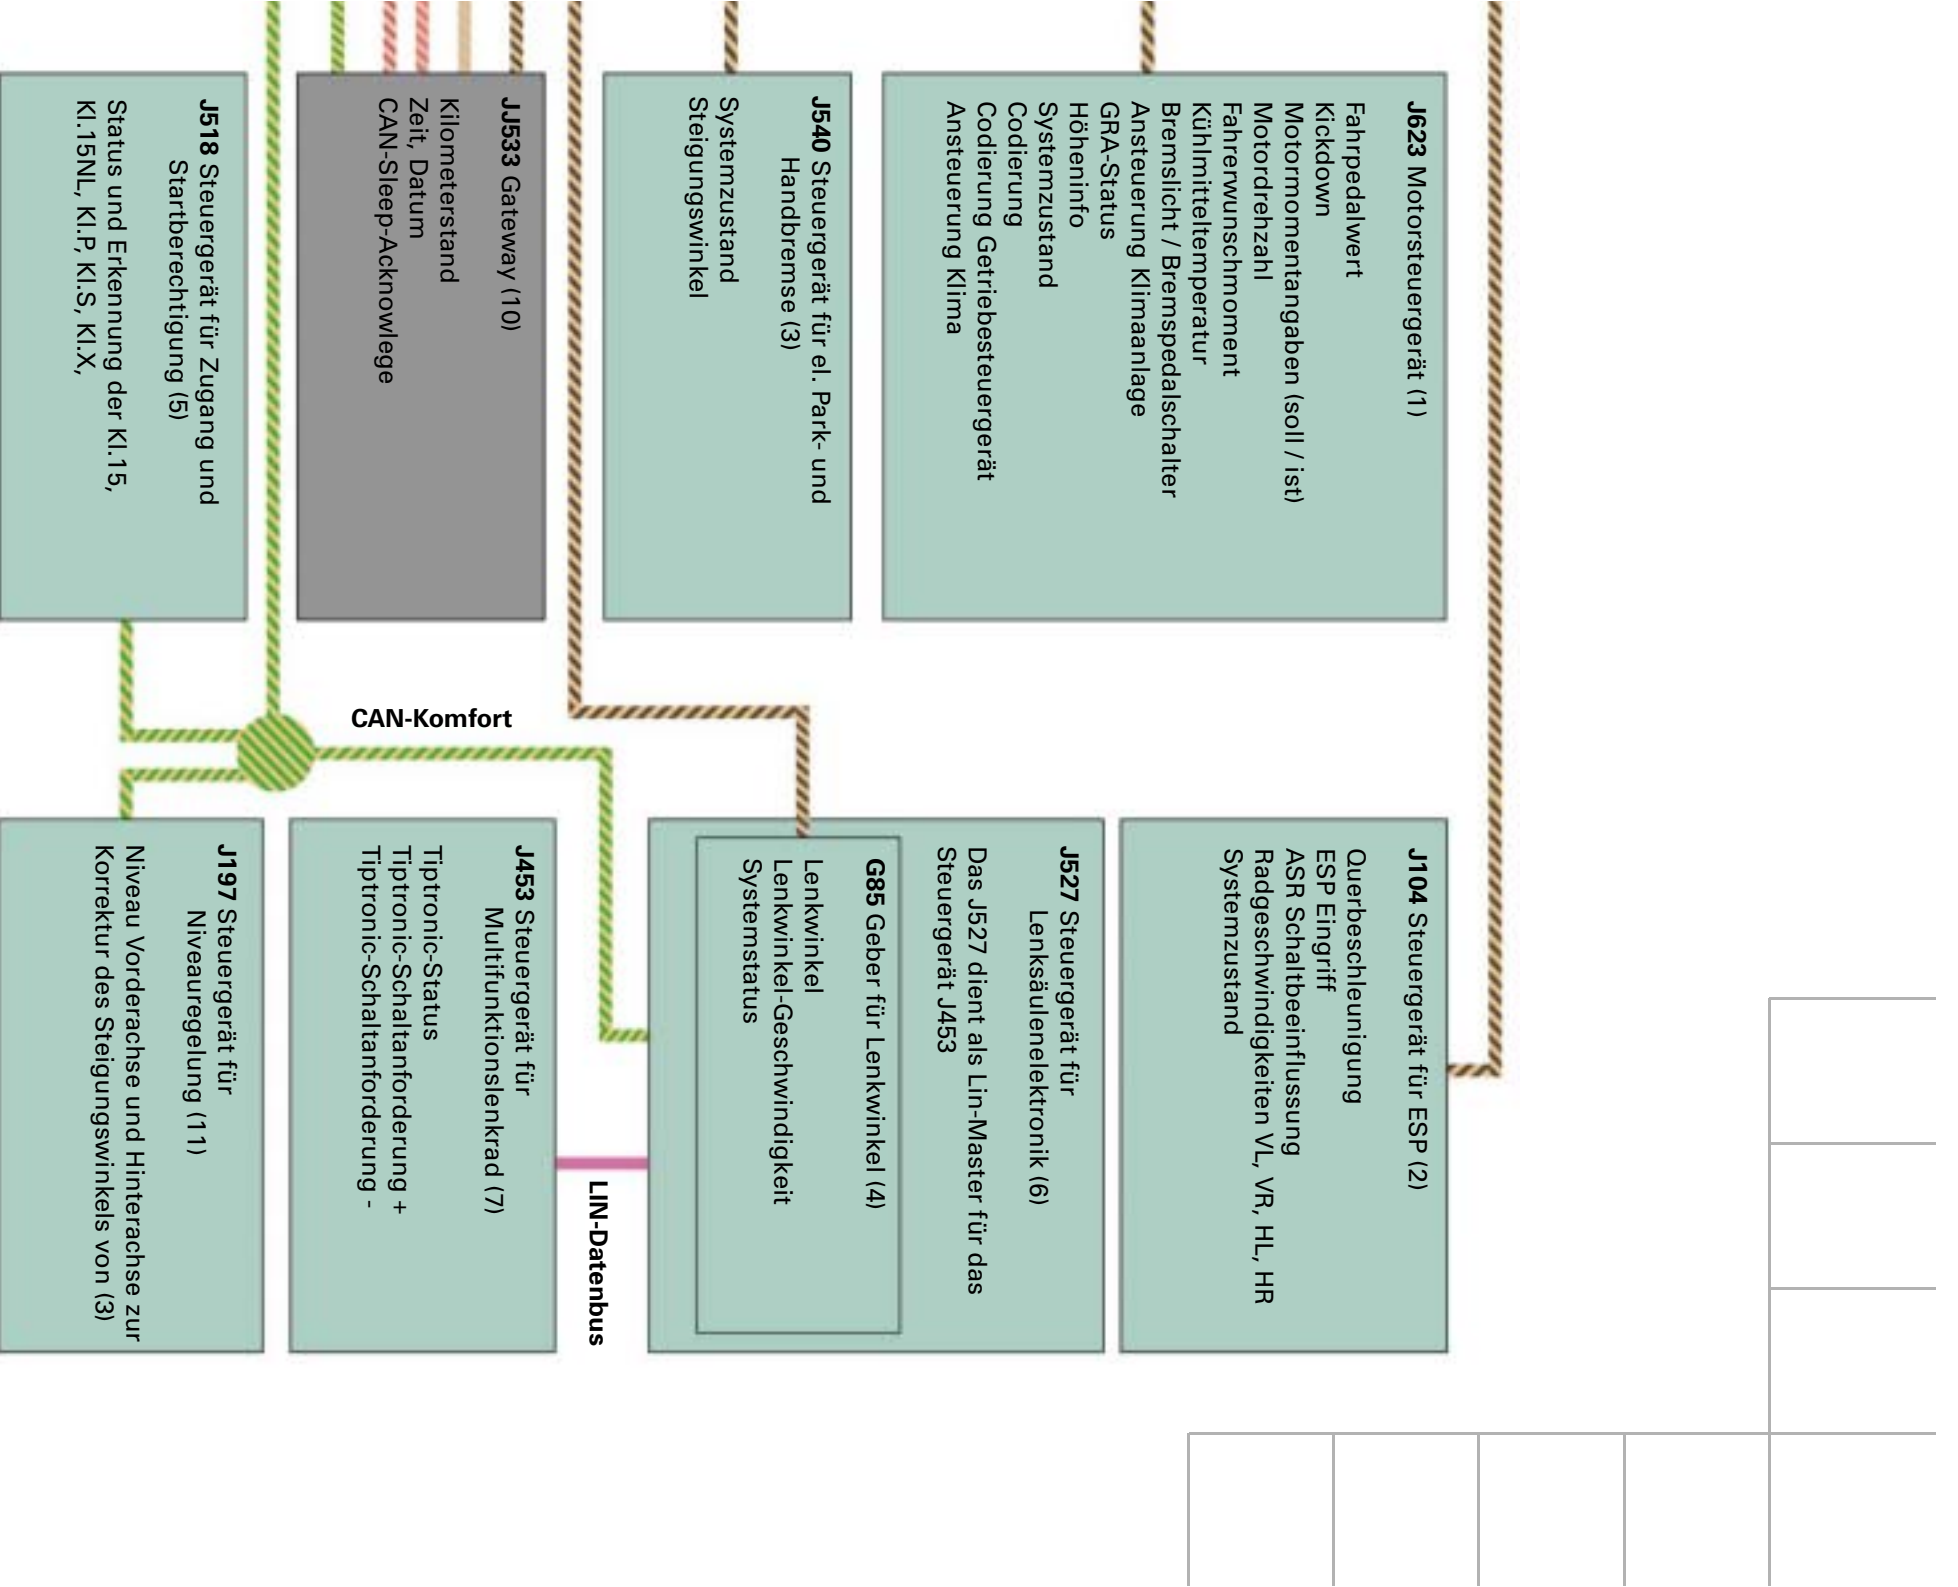 J623 Motorsteuergerät (1)
Fahrpedalwert
Kickdown
Motormomentangaben (soll / ist)
Motordrehzahl
Fahrerwunschmoment
Kühlmitteltemperatur
Bremslicht / Bremspedalschalter
Ansteuerung Klimaanlage
GRA-Status
Höheninfo
Systemzustand
Codierung
Codierung Getriebesteuergerät
Ansteuerung Klima
J540 Steuergerät für el. Park- und
Handbremse (3)
Systemzustand
Steigungswinkel
JJ533 Gateway (10)
Kilometerstand
Zeit, Datum
CAN-Sleep-Acknowlege
J518 Steuergerät für Zugang und
Startberechtigung (5)
Status und Erkennung der Kl.15,
Kl.15NL, Kl.P, Kl.S, Kl.X,
CAN-Komfort
J104 Steuergerät für ESP (2)
Querbeschleunigung
ESP Eingriff
ASR Schaltbeeinflussung
Radgeschwindigkeiten VL, VR, HL, HR
Systemzustand
J527 Steuergerät für
Lenksäulenelektronik (6)
Das J527 dient als Lin-Master für das
Steuergerät J453
G85 Geber für Lenkwinkel (4)
Lenkwinkel
Lenkwinkel-Geschwindigkeit
Systemstatus
LIN-Datenbus
J453 Steuergerät für
Multifunktionslenkrad (7)
Tiptronic-Status
Tiptronic-Schaltanforderung +
Tiptronic-Schaltanforderung -
J197 Steuergerät für
Niveauregelung (11)
Niveau Vorderachse und Hinterachse zur
Korrektur des Steigungswinkels von (3)